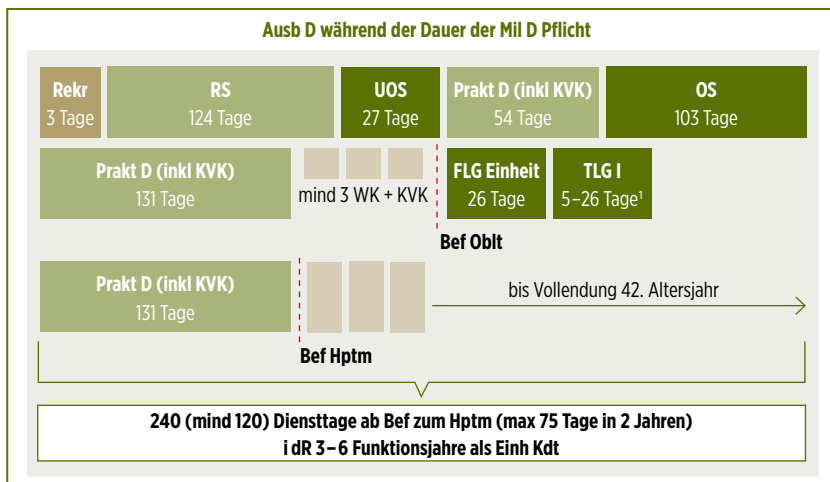 Ausb D während der Dauer der Mil D Pflicht
Rekr
3 Tage
RS
124 Tage
UOS
27 Tage
Prakt D (inkl KVK)
54 Tage
OS
103 Tage
Prakt D (inkl KVK)
131 Tage
mind 3 WK + KVK
FLG Einheit
26 Tage
TLG I
5–26 Tage¹
Bef Oblt
Prakt D (inkl KVK)
131 Tage
bis Vollendung 42. Altersjahr
Bef Hptm
240 (mind 120) Diensttage ab Bef zum Hptm (max 75 Tage in 2 Jahren)
i dR 3–6 Funktionsjahre als Einh Kdt